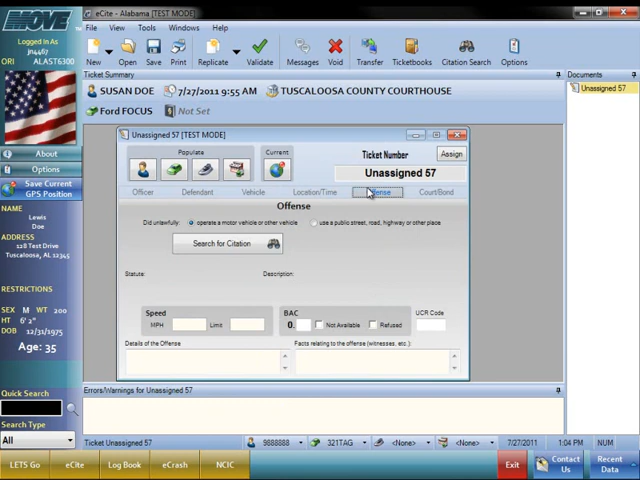 MOVE
eCite - Alabama [TEST MODE]
File View Tools Windows Help
Logged In As
jn4467
ORI ALAST6300
New Open Save Print Replicate Validate Messages Void Transfer Ticketbooks Citation Search Options
Ticket Summary
Documents
SUSAN DOE 7/27/2011 9:55 AM TUSCALOOSA COUNTY COURTHOUSE
Unassigned 57
Ford FOCUS Not Set
Unassigned 57 [TEST MODE]
Populate Current
Ticket Number
Assign
Unassigned 57
About
Options
Save Current
GPS Position
Officer Defendant Vehicle Location/Time Offense Court/Bond
Offense
Did unlawfully: operate a motor vehicle or other vehicle use a public street, road, highway or other place
Search for Citation
Statute: Description:
Speed
MPH Limit
BAC
0. Not Available Refused
UCR Code
Details of the Offense Facts relating to the offense (witnesses, etc.)
NAME
Lewis
Doe
ADDRESS
128 Test Drive
Tuscaloosa, AL 12345
RESTRICTIONS
SEX M WT 200
HT 6' 2"
DOB 12/31/1975
Age: 35
Quick Search
Search Type
All
Errors/Warnings for Unassigned 57
Ticket Unassigned 57 9888888 321TAG <None> <None> 7/27/2011 1:04 PM NUM
LETS Go eCite Log Book eCrash NCIC Exit Contact Us Recent Data